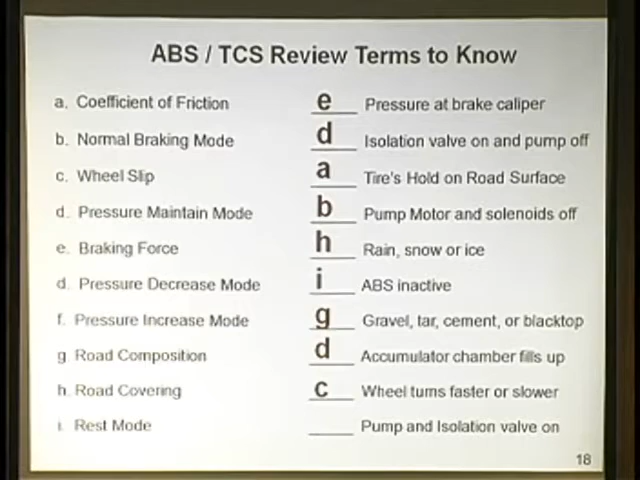 ABS / TCS Review Terms to Know
a. Coefficient of Friction e Pressure at brake caliper
b. Normal Braking Mode d Isolation valve on and pump off
c. Wheel Slip a Tire's Hold on Road Surface
d. Pressure Maintain Mode b Pump Motor and solenoids off
e. Braking Force h Rain, snow or ice
d. Pressure Decrease Mode i ABS inactive
f. Pressure Increase Mode g Gravel, tar, cement, or blacktop
g. Road Composition d Accumulator chamber fills up
h. Road Covering c Wheel turns faster or slower
i. Rest Mode ____ Pump and Isolation valve on
18